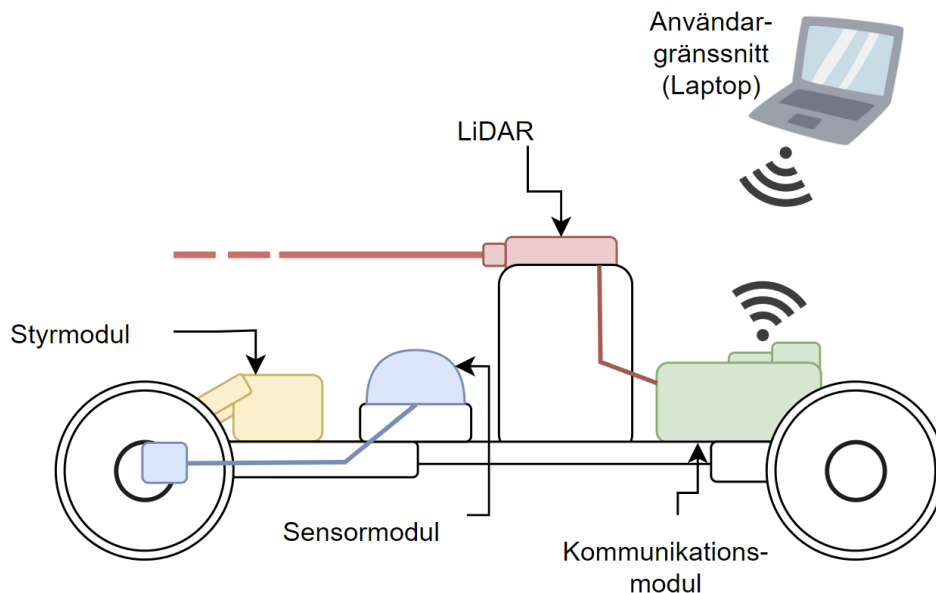 Användar-
gränssnitt
(Laptop)
LiDAR
Styrmodul
Sensormodul
Kommunikations-
modul